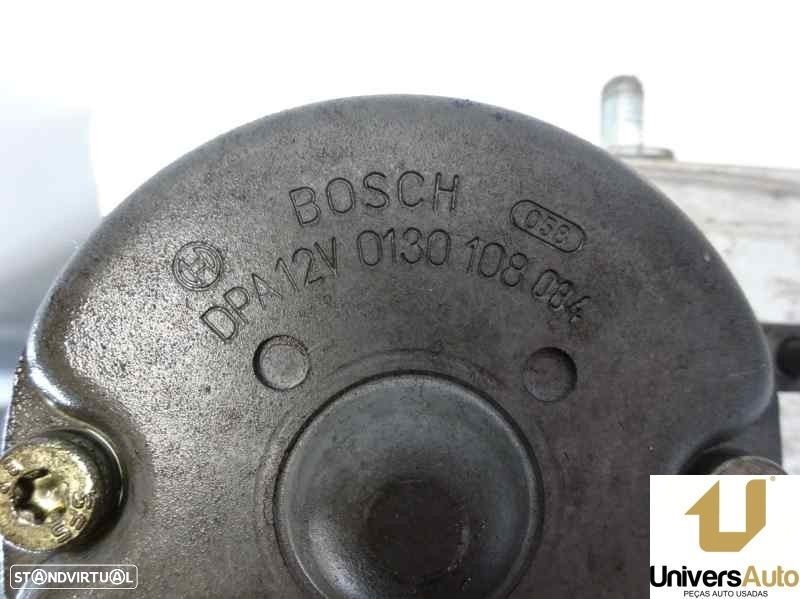 BOSCH
058
DPA12V 0130 108 084
UniversAuto
PEÇAS AUTO USADAS
STANDVIRTUAL